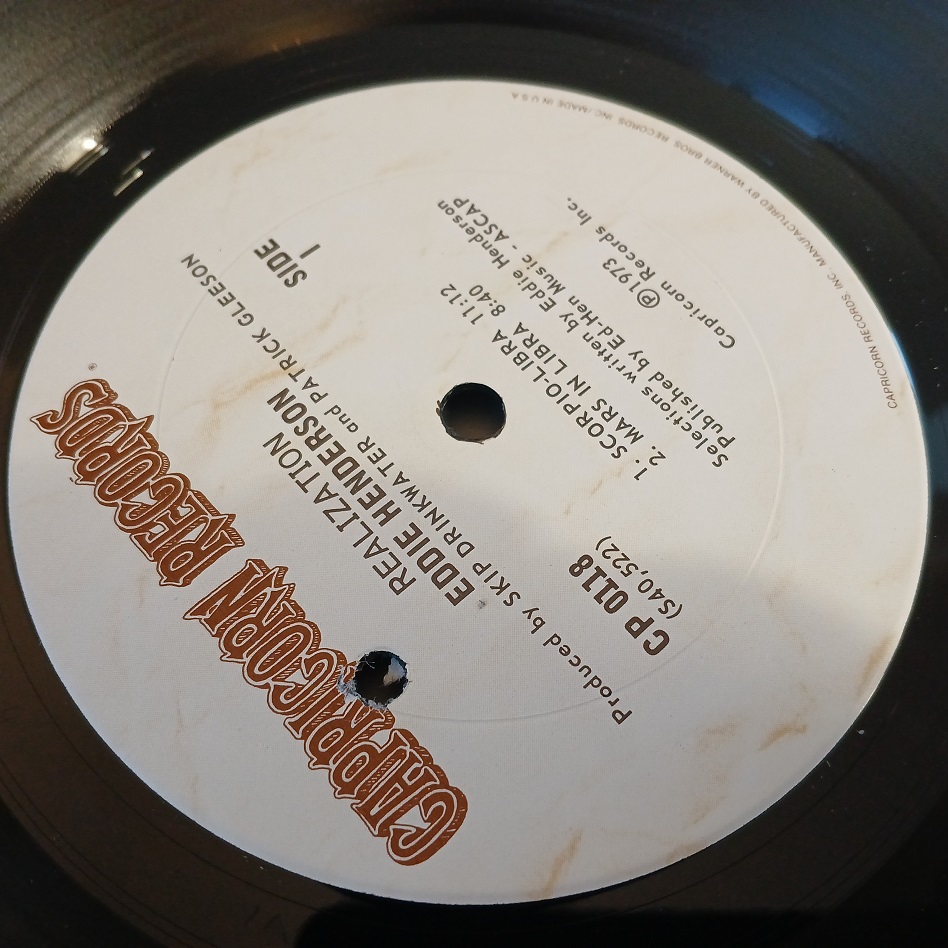 CAPRICORN RECORDS
REALIZATION
EDDIE HENDERSON
Produced by SKIP DRINKWATER and PATRICK GLEESON
CP 0118
(S40,522)
SIDE
1
1. SCORPIO-LIBRA 11:12
2. MARS IN LIBRA 8:40
Selections written by Eddie Henderson
Published by Ed-Hen Music - ASCAP
℗1973
Capricorn Records Inc.
CAPRICORN RECORDS, INC., MANUFACTURED BY WARNER BROS. RECORDS, INC./MADE IN U.S.A.